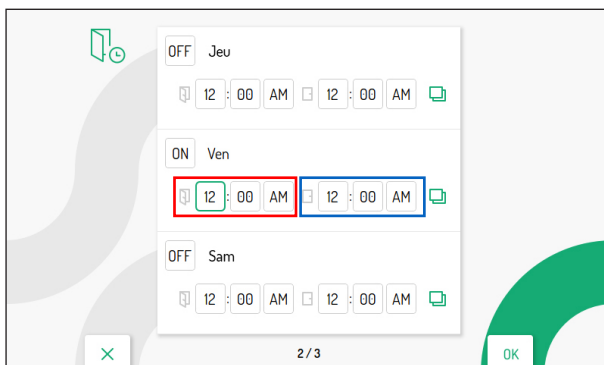 OFF Jeu
12 : 00 AM 12 : 00 AM
ON Ven
12 : 00 AM 12 : 00 AM
OFF Sam
12 : 00 AM 12 : 00 AM
2 / 3
OK